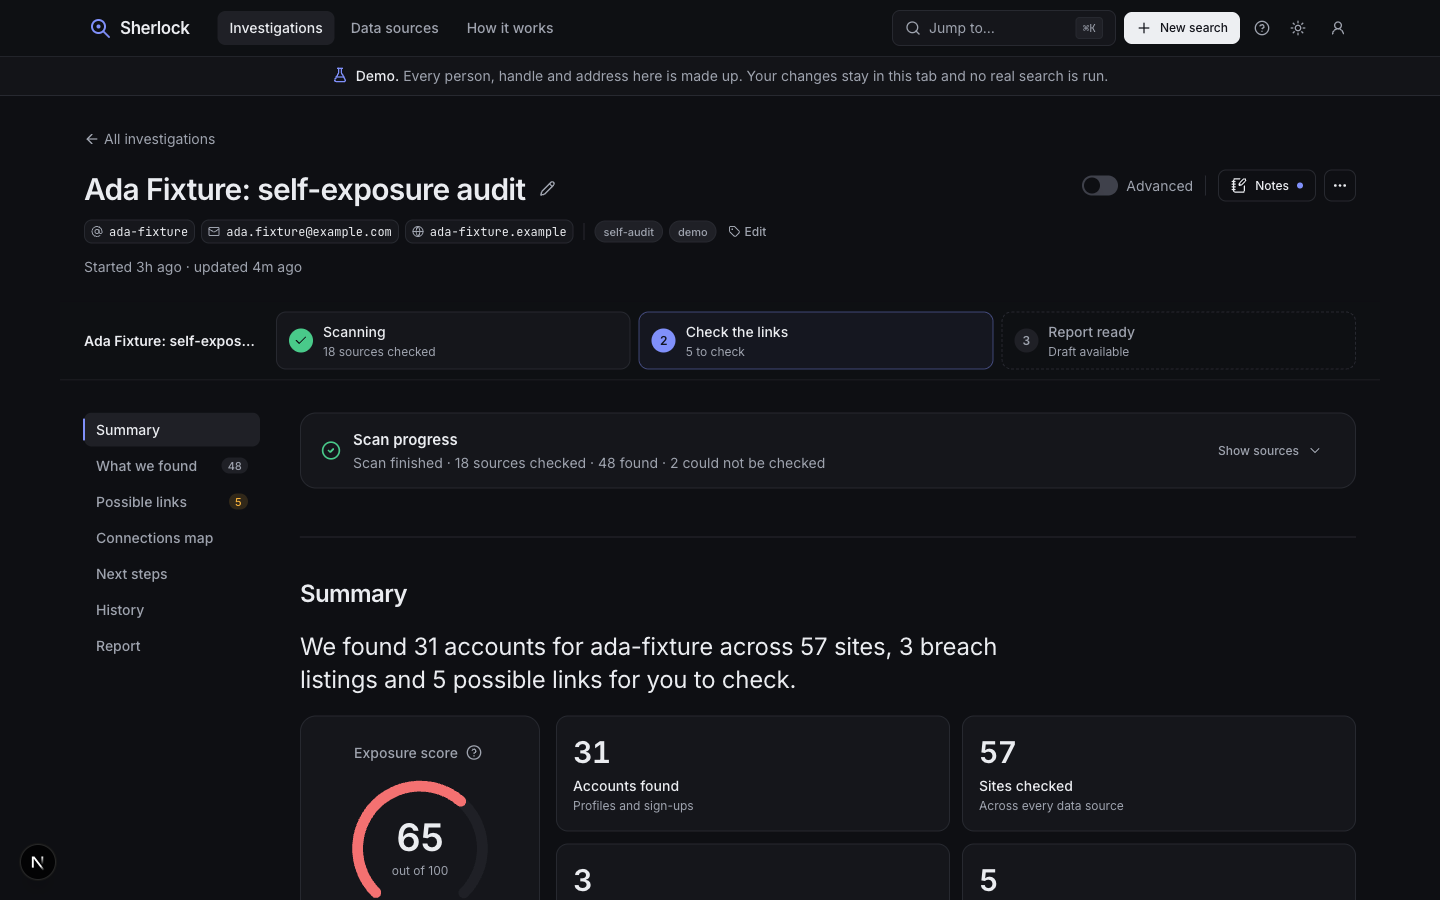 Sherlock
Investigations
Data sources
How it works
Jump to...
⌘K
New search
Demo. Every person, handle and address here is made up. Your changes stay in this tab and no real search is run.
All investigations
Ada Fixture: self-exposure audit
Advanced
Notes
ada-fixture
ada.fixture@example.com
ada-fixture.example
self-audit
demo
Edit
Started 3h ago · updated 4m ago
Ada Fixture: self-expos...
Scanning
18 sources checked
2
Check the links
5 to check
3
Report ready
Draft available
Summary
What we found 48
Possible links 5
Connections map
Next steps
History
Report
Scan progress
Scan finished · 18 sources checked · 48 found · 2 could not be checked
Show sources
Summary
We found 31 accounts for ada-fixture across 57 sites, 3 breach
listings and 5 possible links for you to check.
Exposure score
65
out of 100
31
Accounts found
Profiles and sign-ups
57
Sites checked
Across every data source
3
5
N